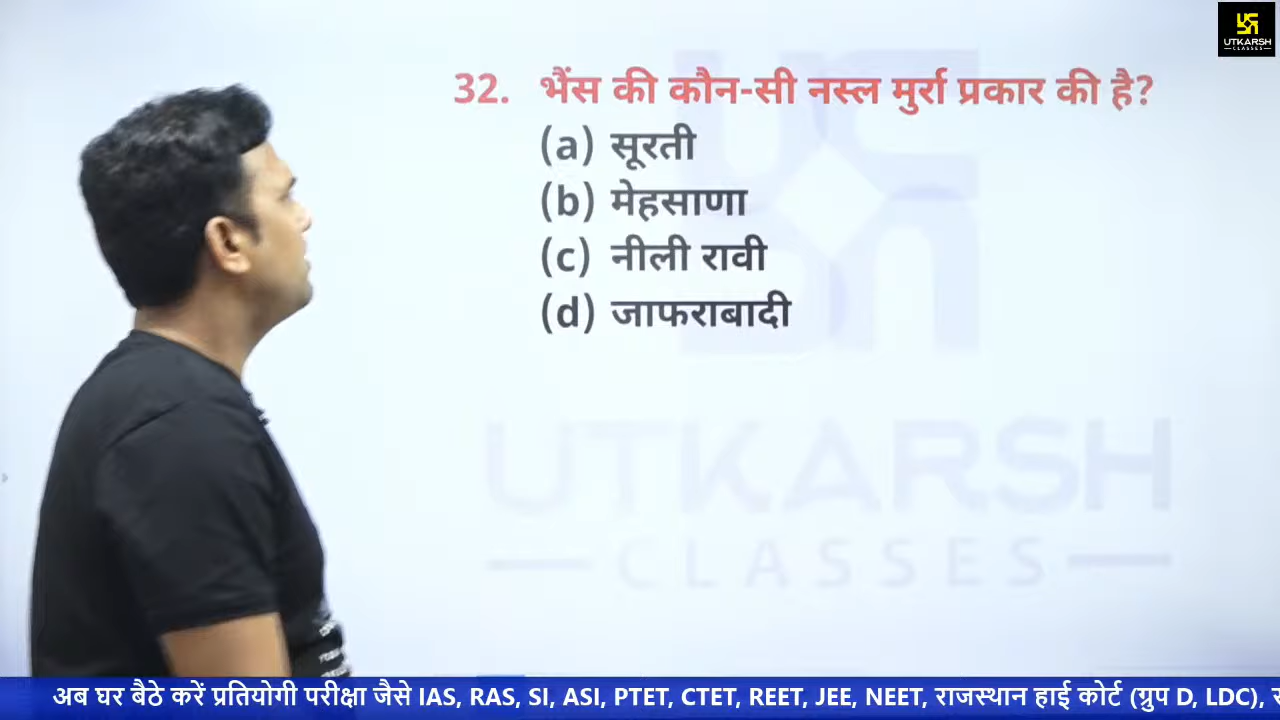 UTKARSH
CLASSES
32. भैंस की कौन-सी नस्ल मुर्रा प्रकार की है?
(a) सूरती
(b) मेहसाणा
(c) नीली रावी
(d) जाफराबादी
UTKARSH
CLASSES
अब घर बैठे करें प्रतियोगी परीक्षा जैसे IAS, RAS, SI, ASI, PTET, CTET, REET, JEE, NEET, राजस्थान हाई कोर्ट (ग्रुप D, LDC),